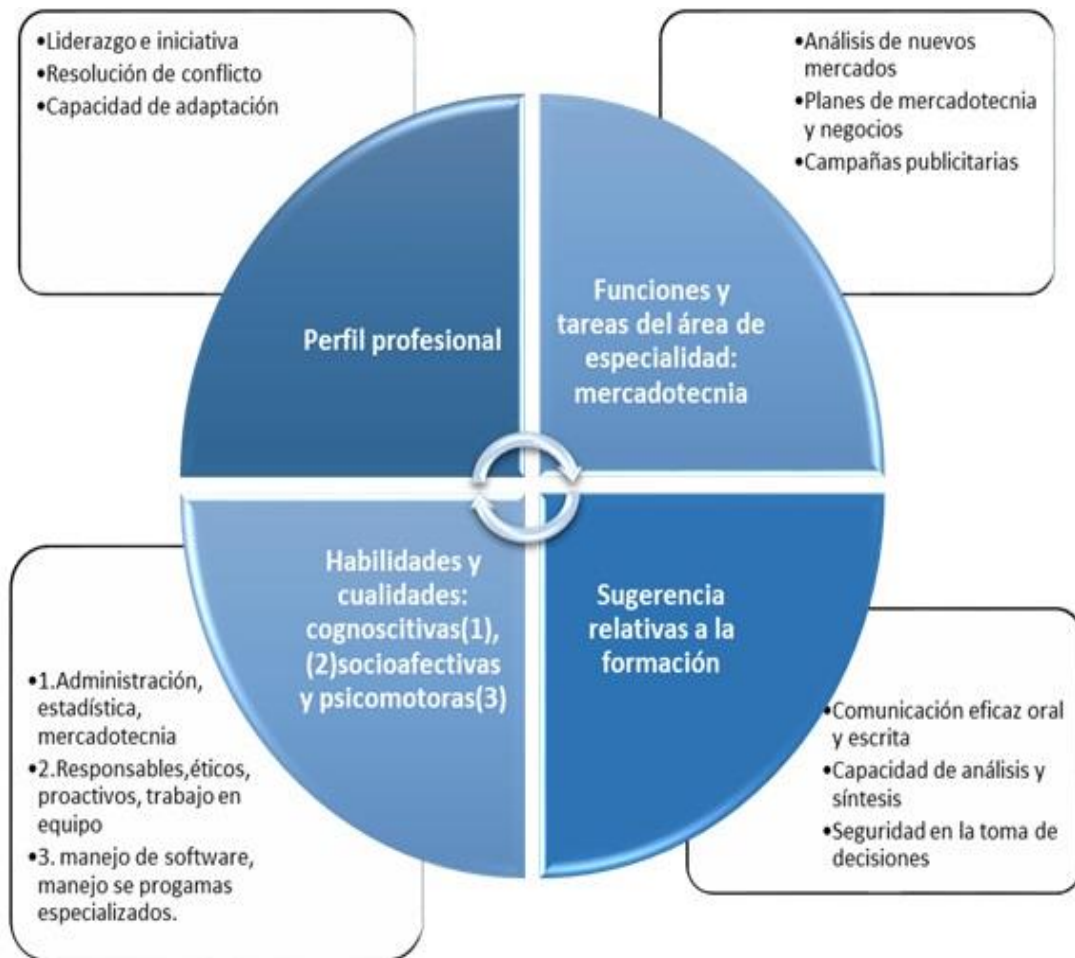 •Liderazgo e iniciativa
•Resolución de conflicto
•Capacidad de adaptación
•Análisis de nuevos
mercados
•Planes de mercadotecnia
y negocios
•Campañas publicitarias
Perfil profesional
Funciones y
tareas del área de
especialidad:
mercadotecnia
Habilidades y
cualidades:
cognoscitivas(1),
(2)socioafectivas
y psicomotoras(3)
Sugerencia
relativas a la
formación
•1.Administración,
estadística,
mercadotecnia
•2.Responsables,éticos,
proactivos, trabajo en
equipo
•3. manejo de software,
manejo se progamas
especializados.
•Comunicación eficaz oral
y escrita
•Capacidad de análisis y
síntesis
•Seguridad en la toma de
decisiones